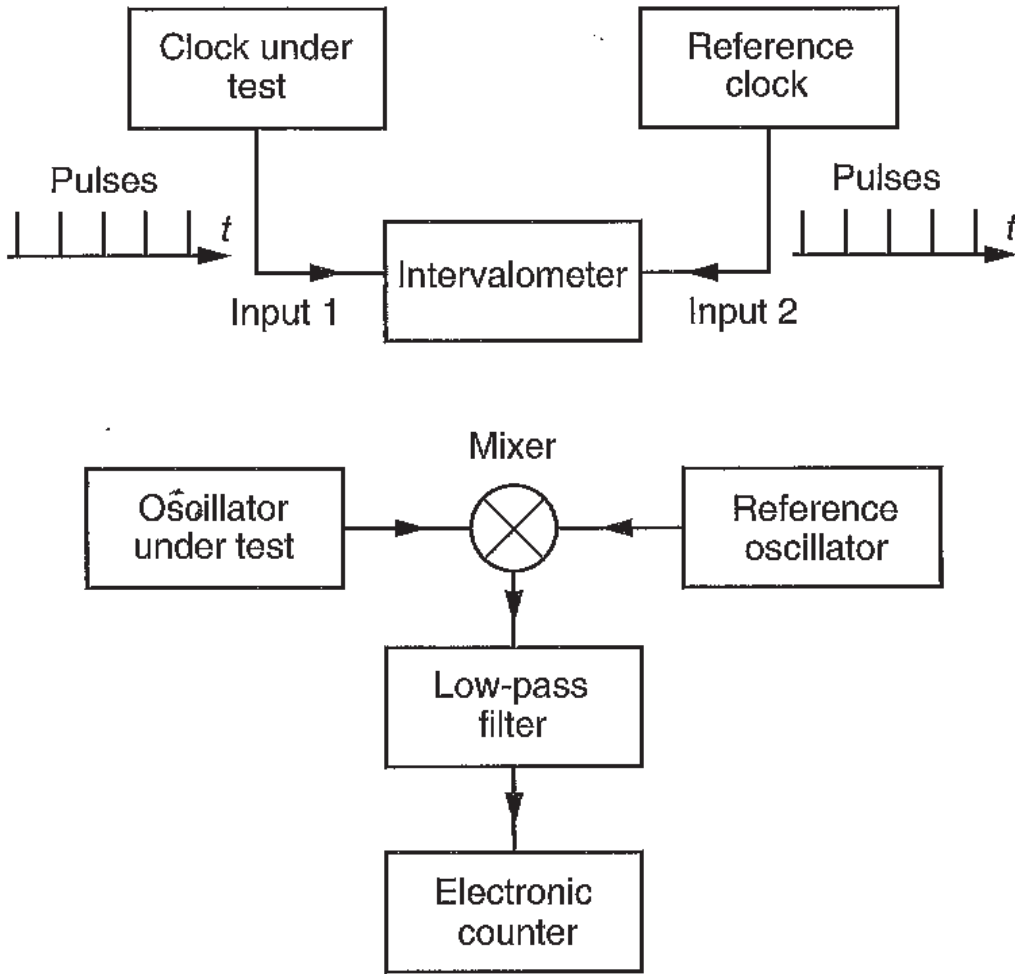 Clock under
test
Reference
clock
Pulses
t
Pulses
t
Intervalometer
Input 1
Input 2
Mixer
Oscillator
under test
Reference
oscillator
Low-pass
filter
Electronic
counter